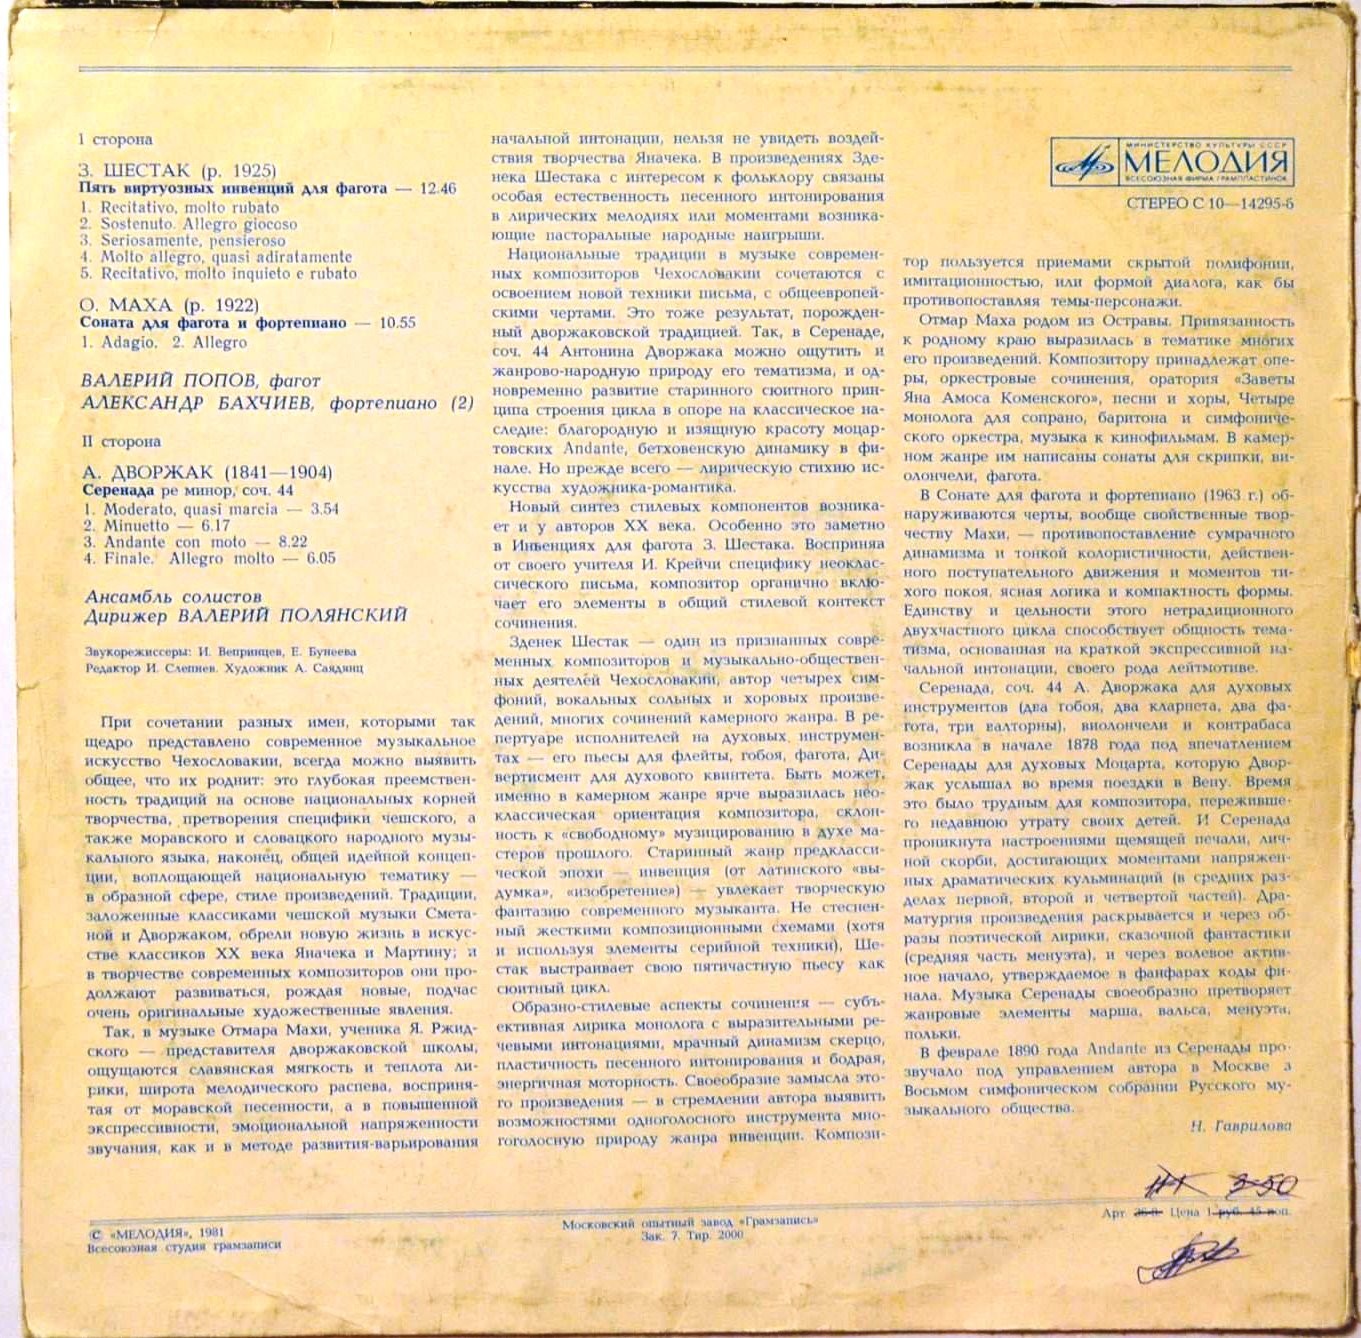 I сторона
З. ШЕСТАК (р. 1925)
Пять виртуозных инвенций для фагота — 12.46
1. Recitativo, molto rubato
2. Sostenuto. Allegro giocoso
3. Seriosamente, pensieroso
4. Molto allegro, quasi adiratamente
5. Recitativo, molto inquieto e rubato
О. МАХА (р. 1922)
Соната для фагота и фортепиано — 10.55
1. Adagio. 2. Allegro
ВАЛЕРИЙ ПОПОВ, фагот
АЛЕКСАНДР БАХЧИЕВ, фортепиано (2)
II сторона
А. ДВОРЖАК (1841—1904)
Серенада ре минор, соч. 44
1. Moderato, quasi marcia — 3.54
2. Minuetto — 6.17
3. Andante con moto — 8.22
4. Finale. Allegro molto — 6.05
Ансамбль солистов
Дирижер ВАЛЕРИЙ ПОЛЯНСКИЙ
Звукорежиссеры: И. Вепринцев, Е. Бунеева
Редактор И. Слепнев. Художник А. Саядянц
При сочетании разных имен, которыми так
щедро представлено современное музыкальное
искусство Чехословакии, всегда можно выявить
общее, что их роднит: это глубокая преемствен-
ность традиций на основе национальных корней
творчества, претворения специфики чешского, а
также моравского и словацкого народного музы-
кального языка, наконец, общей идейной концеп-
ции, воплощающей национальную тематику —
в образной сфере, стиле произведений. Традиции,
заложенные классиками чешской музыки Смета-
ной и Дворжаком, обрели новую жизнь в искус-
стве классиков XX века Яначека и Мартину; и
в творчестве современных композиторов они про-
должают развиваться, рождая новые, подчас
очень оригинальные художественные явления.
Так, в музыке Отмара Махи, ученика Я. Ржид-
ского — представителя дворжаковской школы,
ощущаются славянская мягкость и теплота ли-
рики, широта мелодического распева, восприня-
тая от моравской песенности, а в повышенной
экспрессивности, эмоциональной напряженности
звучания, как и в методе развития-варьирования
начальной интонации, нельзя не увидеть воздей-
ствия творчества Яначека. В произведениях Зде-
нека Шестака с интересом к фольклору связаны
особая естественность песенного интонирования
в лирических мелодиях или моментами возника-
ющие пасторальные народные наигрыши.
Национальные традиции в музыке современ-
ных композиторов Чехословакии сочетаются с
освоением новой техники письма, с общеевропей-
скими чертами. Это тоже результат, порожден-
ный дворжаковской традицией. Так, в Серенаде,
соч. 44 Антонина Дворжака можно ощутить и
жанрово-народную природу его тематизма, и од-
новременно развитие старинного сюитного прин-
ципа строения цикла в опоре на классическое на-
следие: благородную и изящную красоту моцар-
товских Andante, бетховенскую динамику в фи-
нале. Но прежде всего — лирическую стихию ис-
кусства художника-романтика.
Новый синтез стилевых компонентов возника-
ет и у авторов XX века. Особенно это заметно
в Инвенциях для фагота З. Шестака. Восприняв
от своего учителя И. Крейчи специфику неоклас-
сического письма, композитор органично вклю-
чает его элементы в общий стилевой контекст
сочинения.
Зденек Шестак — один из признанных совре-
менных композиторов и музыкально-обществен-
ных деятелей Чехословакии, автор четырех сим-
фоний, вокальных сольных и хоровых произве-
дений, многих сочинений камерного жанра. В ре-
пертуаре исполнителей на духовых инструмен-
тах — его пьесы для флейты, гобоя, фагота, Ди-
вертисмент для духового квинтета. Быть может,
именно в камерном жанре ярче выразилась нео-
классическая ориентация композитора, склон-
ность к «свободному» музицированию в духе ма-
стеров прошлого. Старинный жанр предкласси-
ческой эпохи — инвенция (от латинского «вы-
думка», «изобретение») — увлекает творческую
фантазию современного музыканта. Не стеснен-
ный жесткими композиционными схемами (хотя
и используя элементы серийной техники), Ше-
стак выстраивает свою пятичастную пьесу как
сюитный цикл.
Образно-стилевые аспекты сочинения — субъ-
ективная лирика монолога с выразительными ре-
чевыми интонациями, мрачный динамизм скерцо,
пластичность песенного интонирования и бодрая,
энергичная моторность. Своеобразие замысла это-
го произведения — в стремлении автора выявить
возможностями одноголосного инструмента мно-
гоголосную природу жанра инвенции. Компози-
МИНИСТЕРСТВО КУЛЬТУРЫ СССР
МЕЛОДИЯ
ВСЕСОЮЗНАЯ ФИРМА ГРАМПЛАСТИНОК
СТЕРЕО С 10—14295-6
тор пользуется приемами скрытой полифонии,
имитационностью, или формой диалога, как бы
противопоставляя темы-персонажи.
Отмар Маха родом из Остравы. Привязанность
к родному краю выразилась в тематике многих
его произведений. Композитору принадлежат опе-
ры, оркестровые сочинения, оратория «Заветы
Яна Амоса Коменского», песни и хоры, Четыре
монолога для сопрано, баритона и симфониче-
ского оркестра, музыка к кинофильмам. В камер-
ном жанре им написаны сонаты для скрипки, ви-
олончели, фагота.
В Сонате для фагота и фортепиано (1963 г.) об-
наруживаются черты, вообще свойственные твор-
честву Махи, — противопоставление сумрачного
динамизма и тонкой колористичности, действен-
ного поступательного движения и моментов ти-
хого покоя, ясная логика и компактность формы.
Единству и цельности этого нетрадиционного
двухчастного цикла способствует общность тема-
тизма, основанная на краткой экспрессивной на-
чальной интонации, своего рода лейтмотиве.
Серенада, соч. 44 А. Дворжака для духовых
инструментов (два гобоя, два кларнета, два фа-
гота, три валторны), виолончели и контрабаса
возникла в начале 1878 года под впечатлением
Серенады для духовых Моцарта, которую Двор-
жак услышал во время поездки в Вену. Время
это было трудным для композитора, пережившe-
го недавнюю утрату своих детей. И Серенада
проникнута настроениями щемящей печали, лич-
ной скорби, достигающих моментами напряжен-
ных драматических кульминаций (в средних раз-
делах первой, второй и четвертой частей). Дра-
матургия произведения раскрывается и через об-
разы поэтической лирики, сказочной фантастики
(средняя часть менуэта), и через волевое актив-
ное начало, утверждаемое в фанфарах коды фи-
нала. Музыка Серенады своеобразно претворяет
жанровые элементы марша, вальса, менуэта,
польки.
В феврале 1890 года Andante из Серенады про-
звучало под управлением автора в Москве в
Восьмом симфоническом собрании Русского му-
зыкального общества.
Н. Гаврилова
НК 3-50
Арт Цена 1 руб. 45 коп.
© «МЕЛОДИЯ», 1981
Всесоюзная студия грамзаписи
Московский опытный завод «Грамзапись»
Зак. 7. Тир. 2000